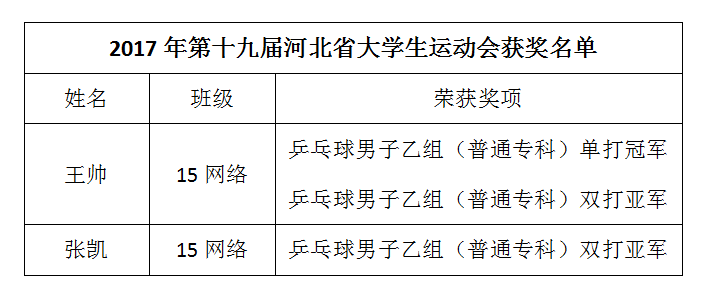 2017 年第十九届河北省大学生运动会获奖名单
姓名 班级 荣获奖项
王帅 15 网络 乒乓球男子乙组（普通专科）单打冠军
乒乓球男子乙组（普通专科）双打亚军
张凯 15 网络 乒乓球男子乙组（普通专科）双打亚军